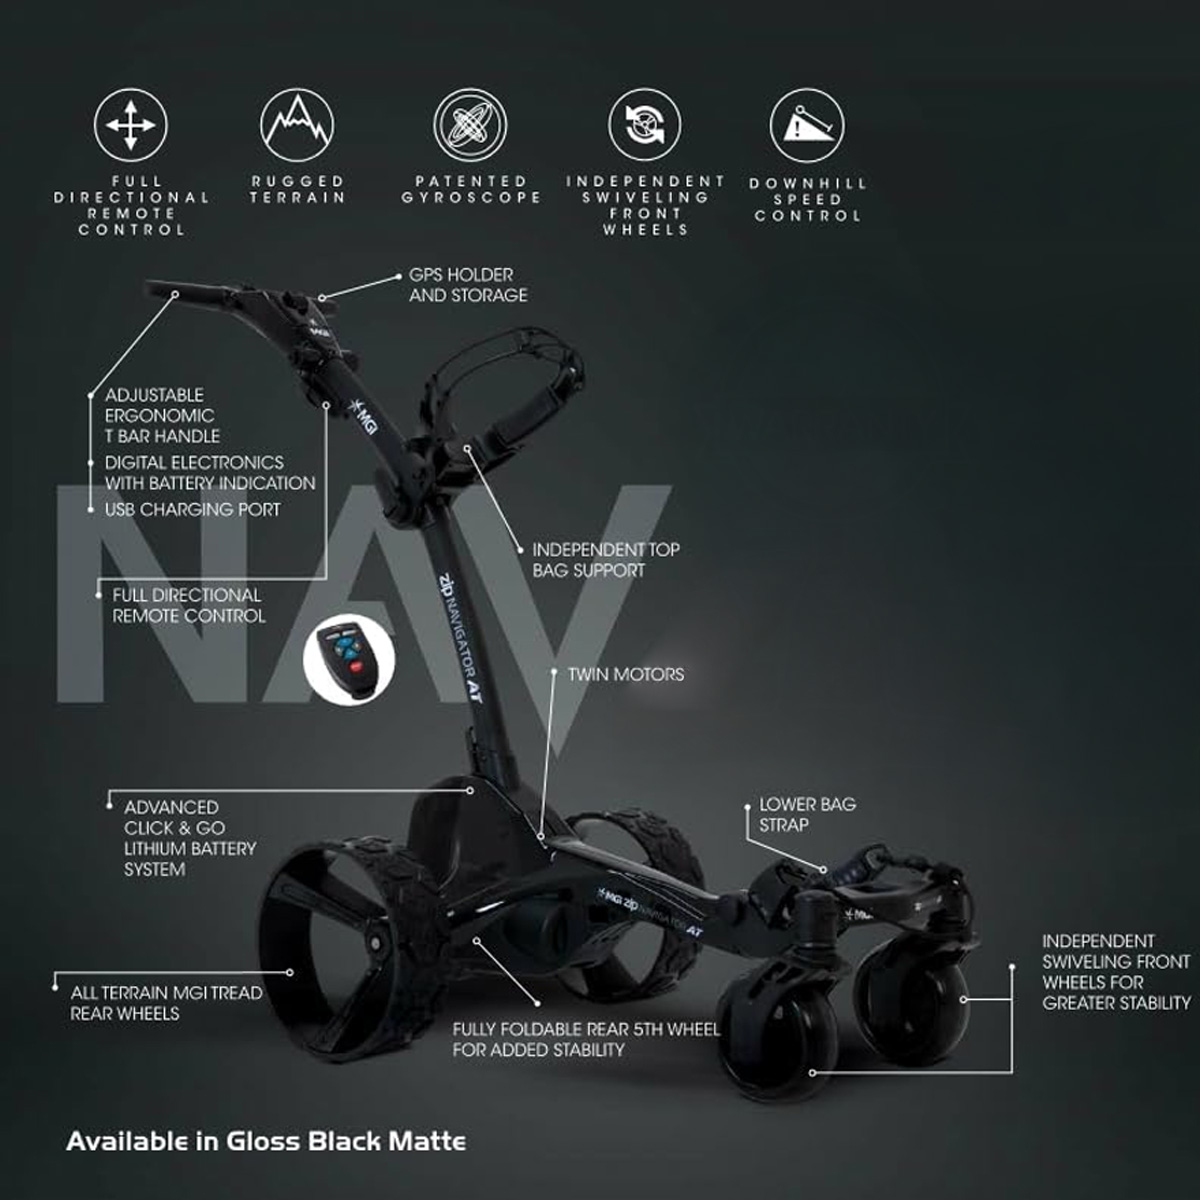 FULL
DIRECTIONAL
REMOTE
CONTROL
RUGGED
TERRAIN
PATENTED
GYROSCOPE
INDEPENDENT
SWIVELING
FRONT
WHEELS
DOWNHILL
SPEED
CONTROL
GPS HOLDER
AND STORAGE
MGI
ADJUSTABLE
ERGONOMIC
T BAR HANDLE
MGI
DIGITAL ELECTRONICS
WITH BATTERY INDICATION
USB CHARGING PORT
NAV
INDEPENDENT TOP
BAG SUPPORT
FULL DIRECTIONAL
REMOTE CONTROL
zip NAVIGATOR AT
TWIN MOTORS
ADVANCED
CLICK & GO
LITHIUM BATTERY
SYSTEM
LOWER BAG
STRAP
MGI zip NAVIGATOR AT
MGI
INDEPENDENT
SWIVELING FRONT
WHEELS FOR
GREATER STABILITY
ALL TERRAIN MGI TREAD
REAR WHEELS
FULLY FOLDABLE REAR 5TH WHEEL
FOR ADDED STABILITY
Available in Gloss Black Matte